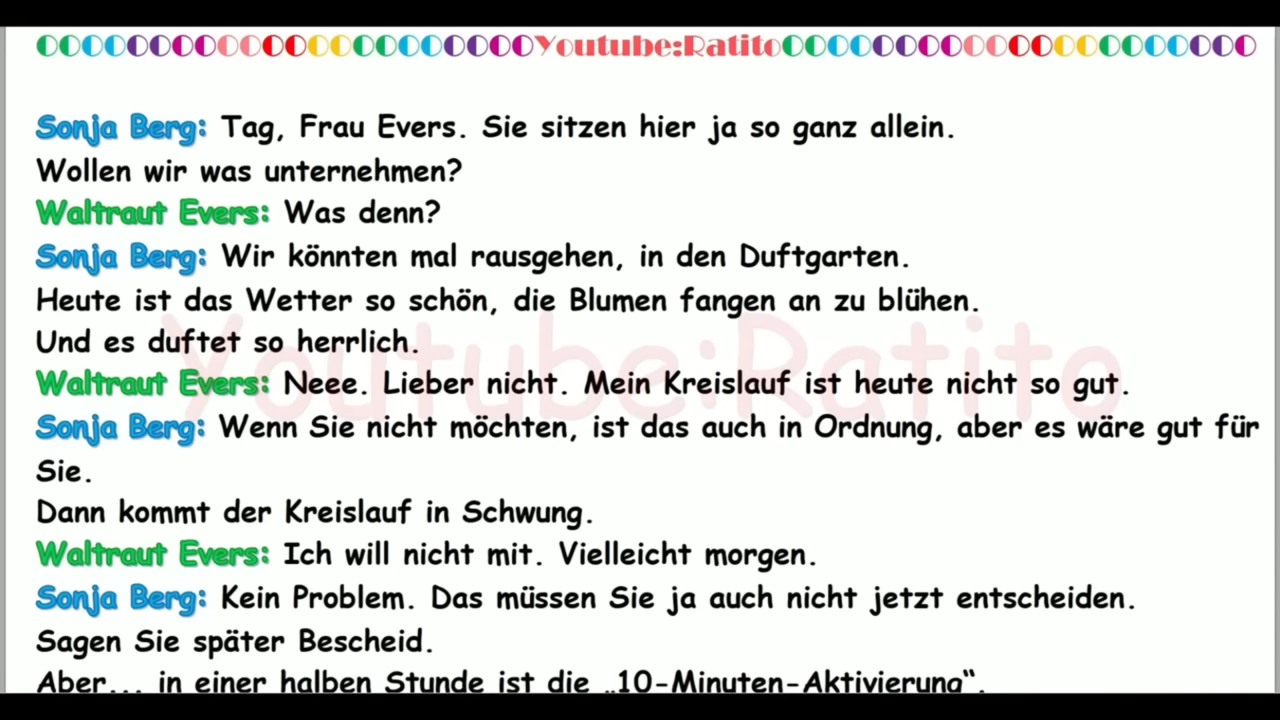 Youtube:Ratito
Sonja Berg: Tag, Frau Evers. Sie sitzen hier ja so ganz allein.
Wollen wir was unternehmen?
Waltraut Evers: Was denn?
Sonja Berg: Wir könnten mal rausgehen, in den Duftgarten.
Heute ist das Wetter so schön, die Blumen fangen an zu blühen.
Und es duftet so herrlich.
Youtube:Ratito
Waltraut Evers: Neee. Lieber nicht. Mein Kreislauf ist heute nicht so gut.
Sonja Berg: Wenn Sie nicht möchten, ist das auch in Ordnung, aber es wäre gut für
Sie.
Dann kommt der Kreislauf in Schwung.
Waltraut Evers: Ich will nicht mit. Vielleicht morgen.
Sonja Berg: Kein Problem. Das müssen Sie ja auch nicht jetzt entscheiden.
Sagen Sie später Bescheid.
Aber... in einer halben Stunde ist die „10-Minuten-Aktivierung“.